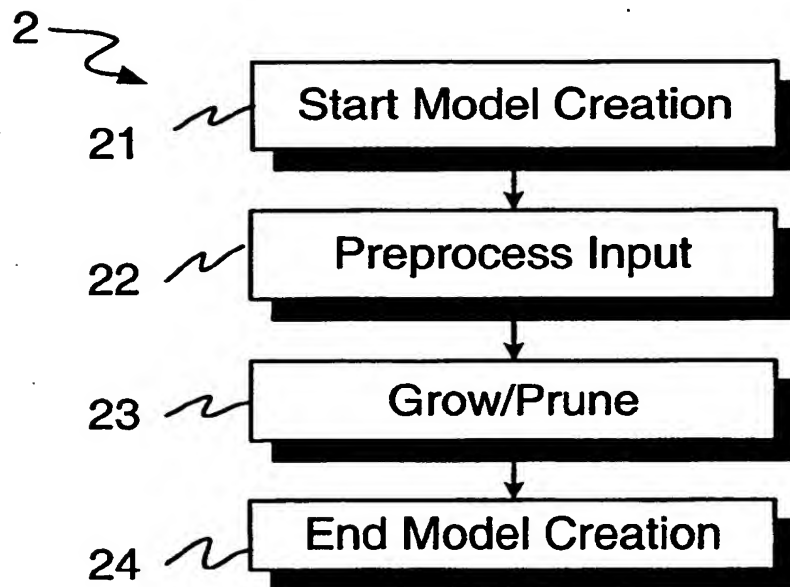 2
Start Model Creation
21
Preprocess Input
22
Grow/Prune
23
End Model Creation
24